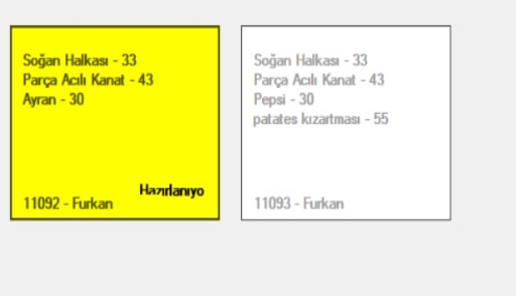 Soğan Halkası - 33
Parça Acılı Kanat - 43
Ayran - 30
Hazırlanıyo
11092 - Furkan
Soğan Halkası - 33
Parça Acılı Kanat - 43
Pepsi - 30
patates kızartması - 55
11093 - Furkan